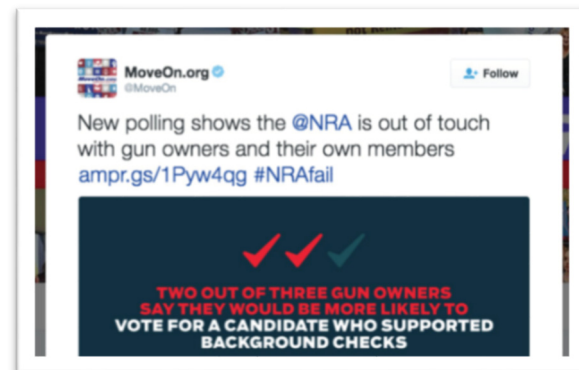 MoveOn.org
@MoveOn
Follow
New polling shows the @NRA is out of touch
with gun owners and their own members
ampr.gs/1Pyw4qg #NRAfail
TWO OUT OF THREE GUN OWNERS
SAY THEY WOULD BE MORE LIKELY TO
VOTE FOR A CANDIDATE WHO SUPPORTED
BACKGROUND CHECKS